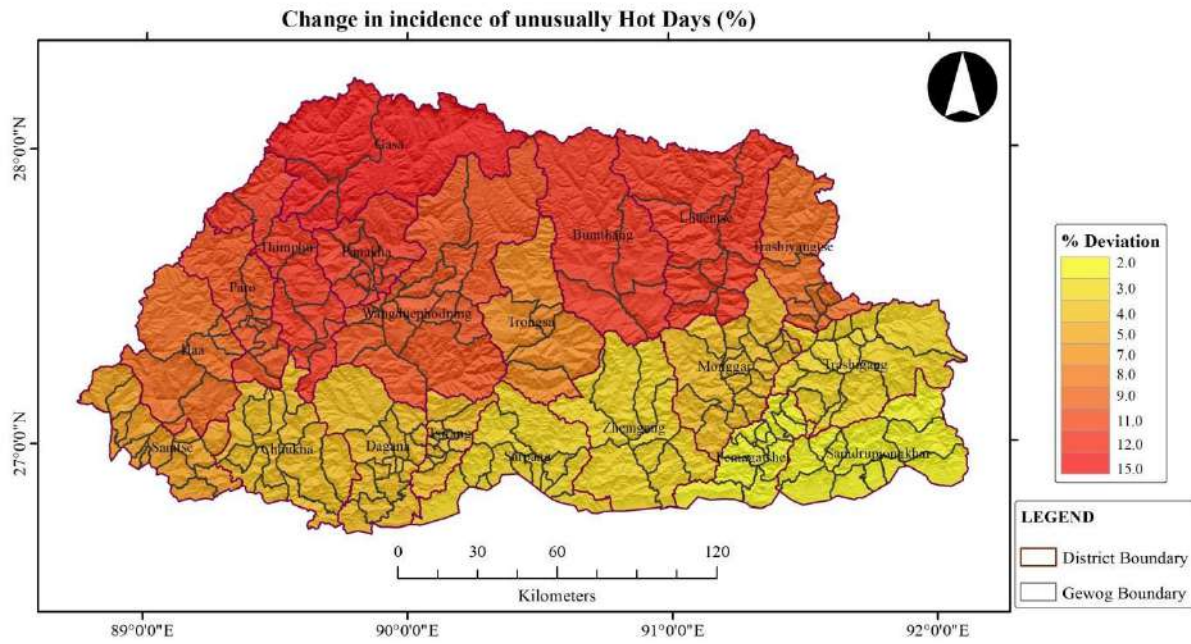 Change in incidence of unusually Hot Days (%)
28°0'0"N
27°0'0"N
Gasa
Thimphu
Punakha
Bumthang
Lhuentse
Trashiyangtse
Paro
Wangduephodrang
Trongsa
Haa
Monggar
Trashigang
Samtse
Chhukha
Dagana
Tsirang
Sarpang
Zhemgang
Pemagatshel
Samdrupjongkhar
% Deviation
2.0
3.0
4.0
5.0
7.0
8.0
9.0
11.0
12.0
15.0
LEGEND
District Boundary
Gewog Boundary
0 30 60 120
Kilometers
89°0'0"E 90°0'0"E 91°0'0"E 92°0'0"E